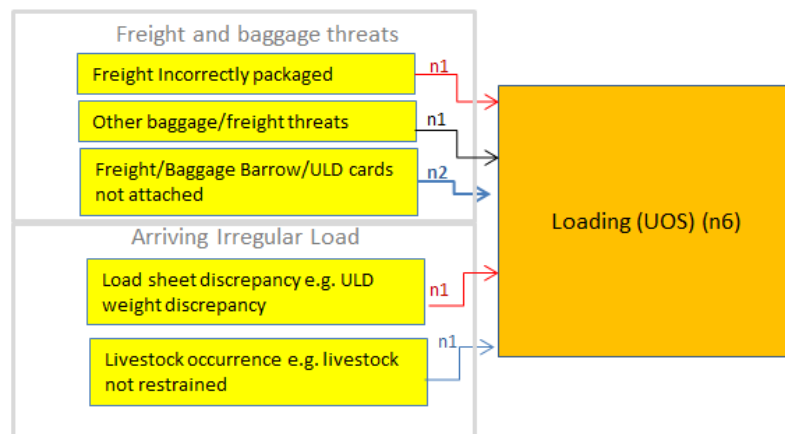 Freight and baggage threats
Freight Incorrectly packaged
n1
Other baggage/freight threats
n1
Freight/Baggage Barrow/ULD cards
not attached
n2
Arriving Irregular Load
Load sheet discrepancy e.g. ULD
weight discrepancy
n1
Livestock occurrence e.g. livestock
not restrained
n1
Loading (UOS) (n6)